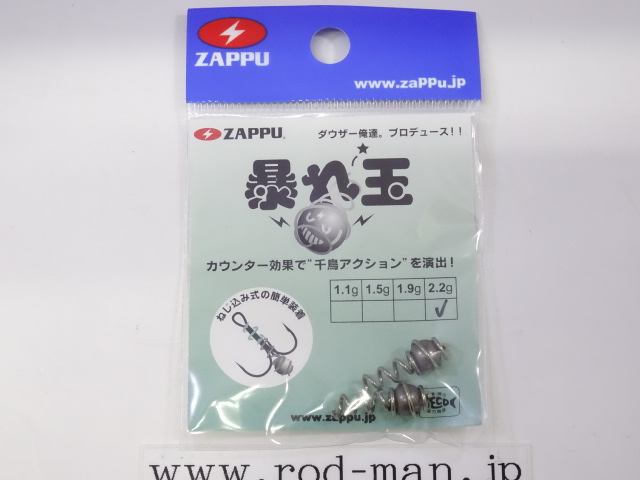 ZAPPU
www.zaPPu.jp
ZAPPU
ダウザー俺達。プロデュース!!
暴れ玉
カウンター効果で"千鳥アクション"を演出!
1.1g 1.5g 1.9g 2.2g
✓
ねじ込み式の簡単装着
ECO
www.zappu.jp
www.rod-man.jp